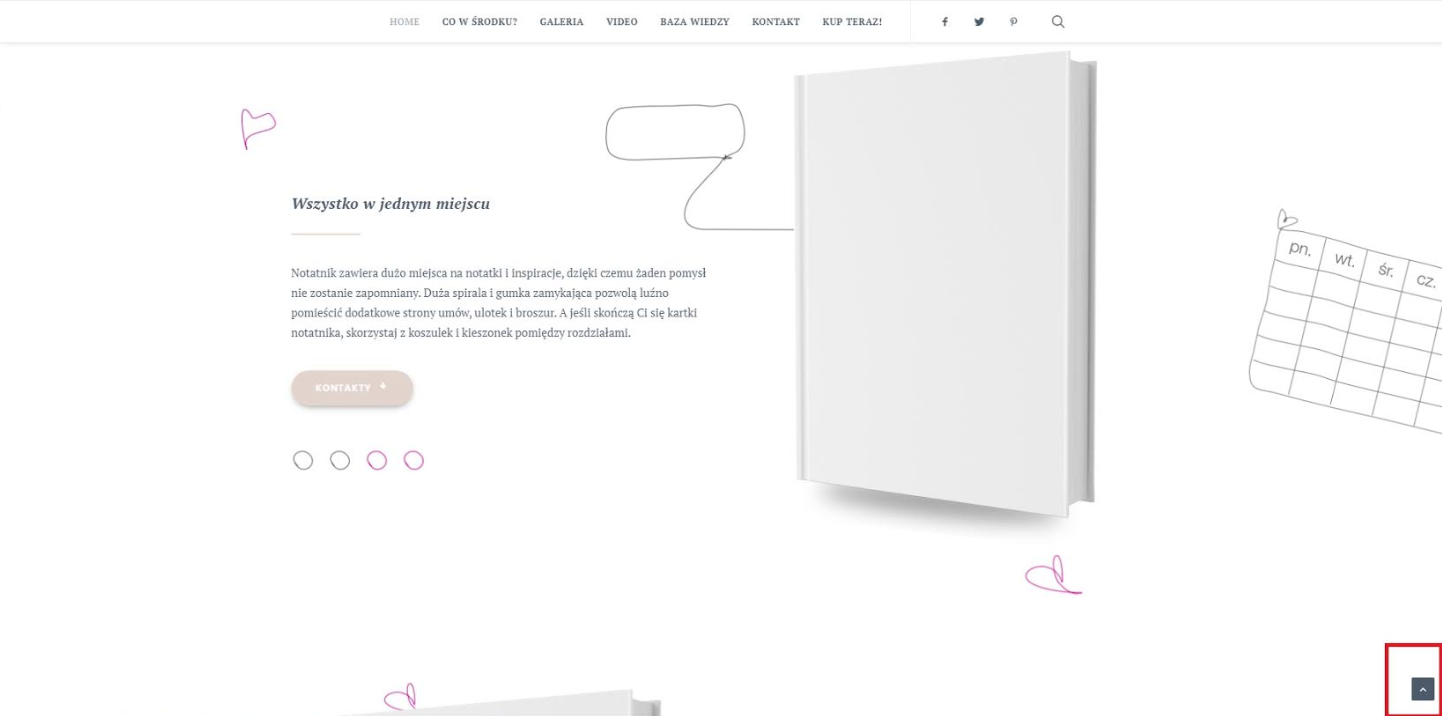 HOME CO W ŚRODKU? GALERIA VIDEO BAZA WIEDZY KONTAKT KUP TERAZ!
Wszystko w jednym miejscu
Notatnik zawiera dużo miejsca na notatki i inspiracje, dzięki czemu żaden pomysł
nie zostanie zapomniany. Duża spirala i gumka zamykająca pozwolą luźno
pomieścić dodatkowe strony umów, ulotek i broszur. A jeśli skończą Ci się kartki
notatnika, skorzystaj z koszulek i kieszonek pomiędzy rozdziałami.
KONTAKTY
pn. wt. śr. cz.